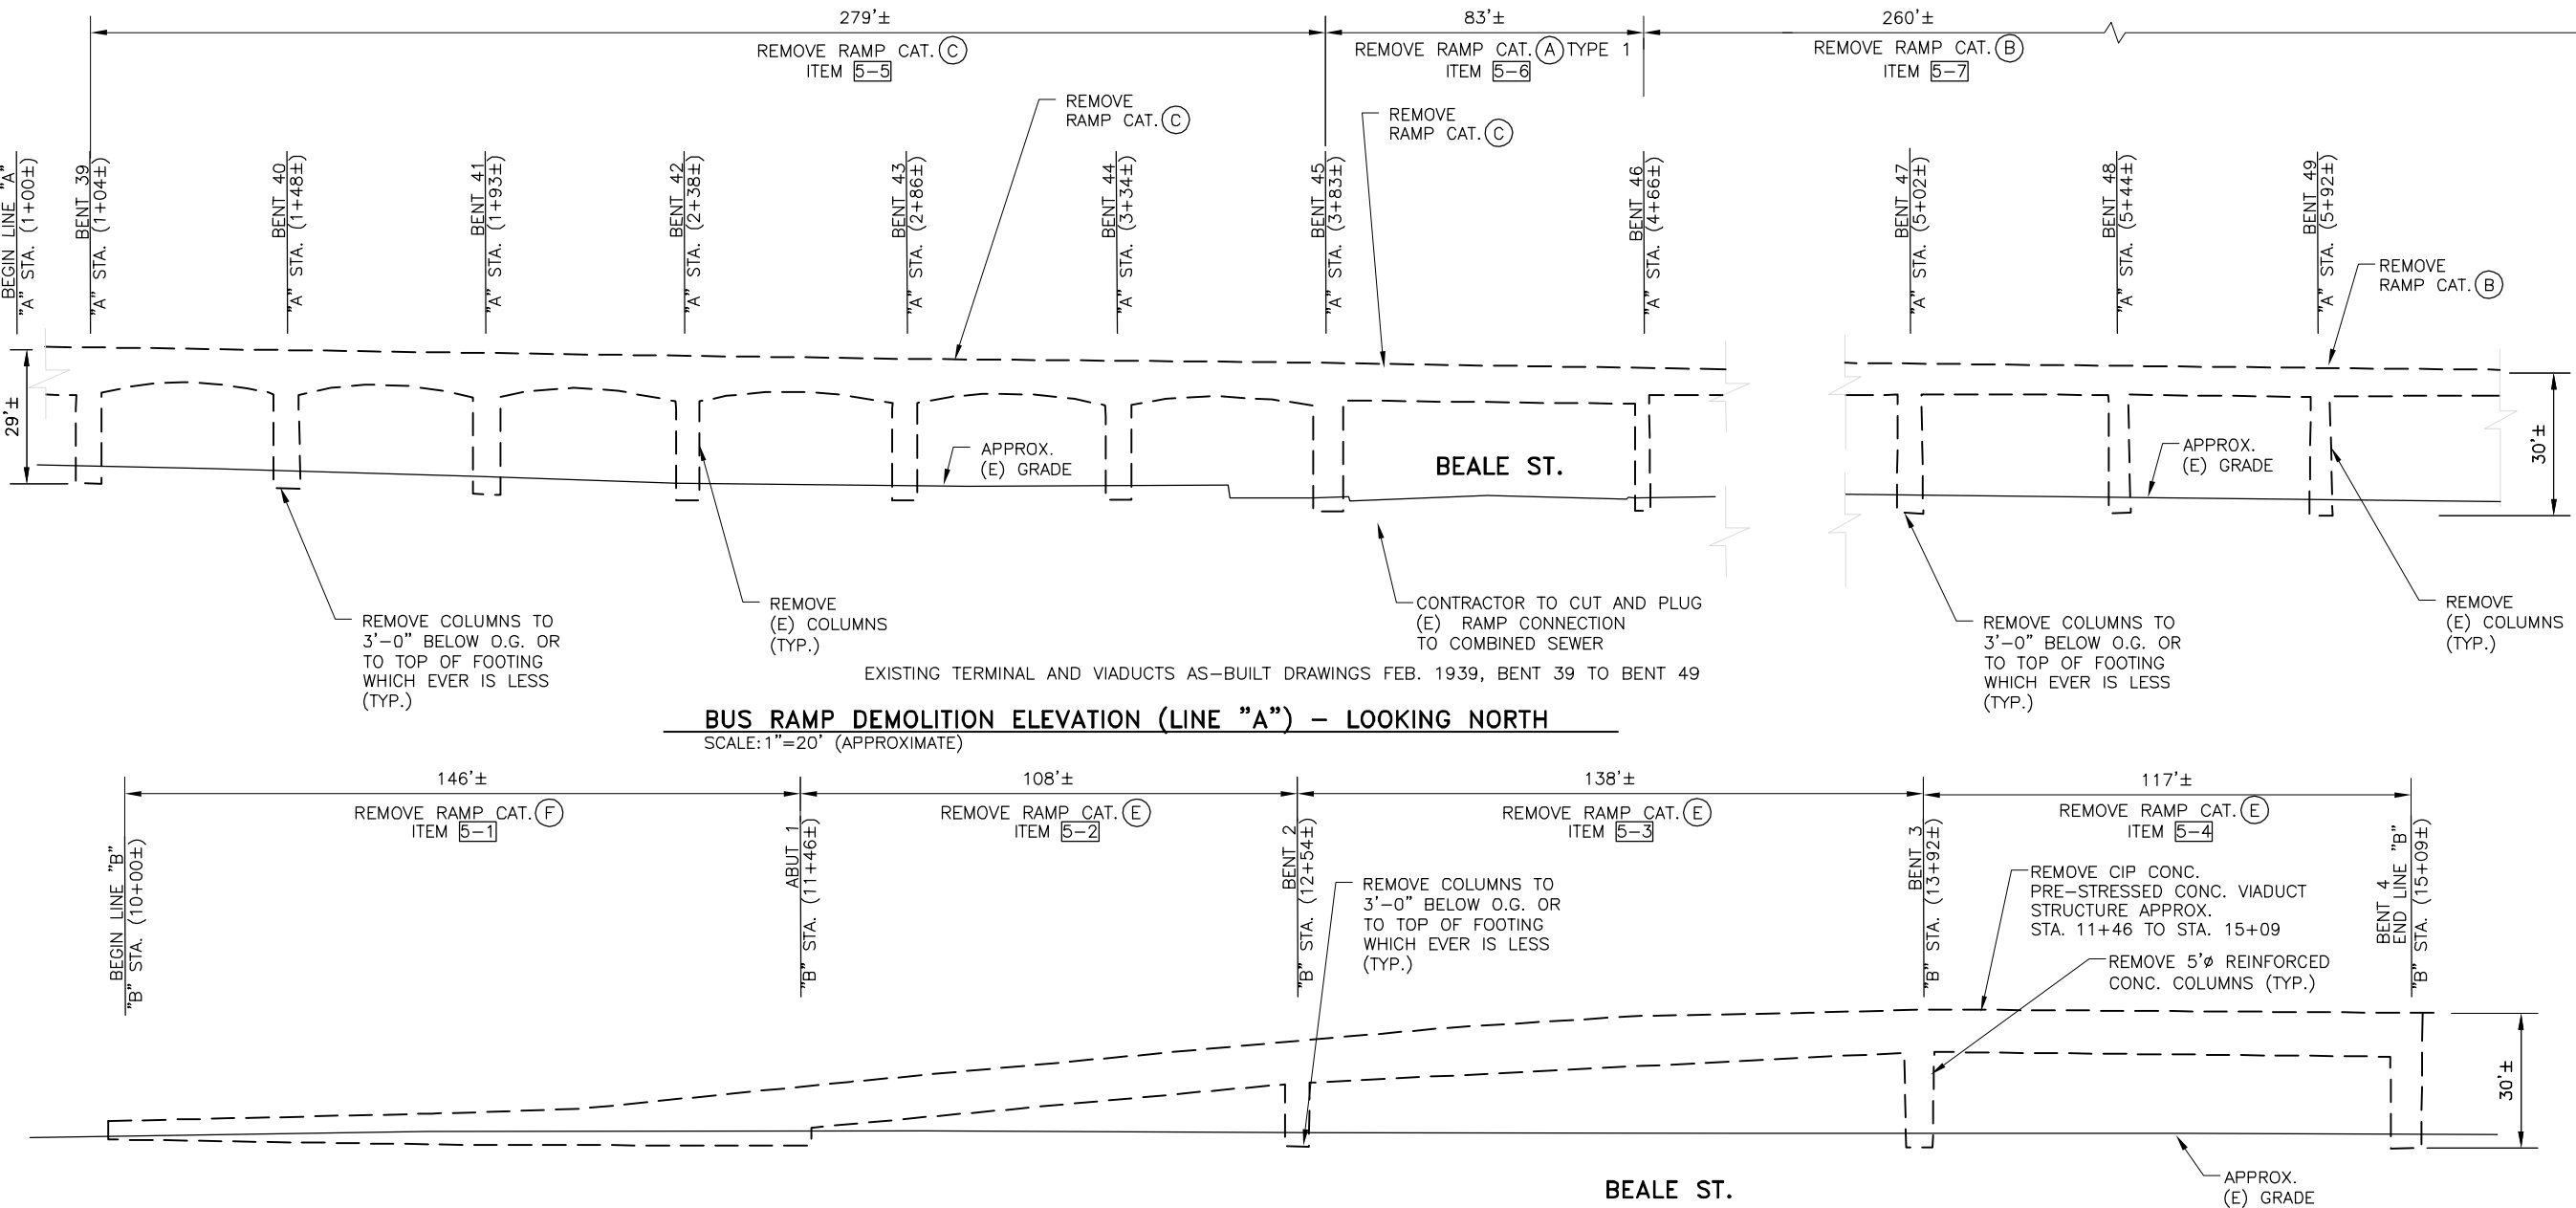 279'±
REMOVE RAMP CAT. C
ITEM 5-5
83'±
REMOVE RAMP CAT. A TYPE 1
ITEM 5-6
260'±
REMOVE RAMP CAT. B
ITEM 5-7
REMOVE
RAMP CAT. C
REMOVE
RAMP CAT. C
BEGIN LINE "A"
"A" STA. (1+00±)
BENT 39
"A" STA. (1+04±)
BENT 40
"A" STA. (1+48±)
BENT 41
"A" STA. (1+93±)
BENT 42
"A" STA. (2+38±)
BENT 43
"A" STA. (2+86±)
BENT 44
"A" STA. (3+34±)
BENT 45
"A" STA. (3+83±)
BENT 46
"A" STA. (4+66±)
BENT 47
"A" STA. (5+02±)
BENT 48
"A" STA. (5+44±)
BENT 49
"A" STA. (5+92±)
REMOVE
RAMP CAT. B
29'±
APPROX.
(E) GRADE
BEALE ST.
APPROX.
(E) GRADE
30'±
REMOVE COLUMNS TO
3'-0" BELOW O.G. OR
TO TOP OF FOOTING
WHICH EVER IS LESS
(TYP.)
REMOVE
(E) COLUMNS
(TYP.)
CONTRACTOR TO CUT AND PLUG
(E) RAMP CONNECTION
TO COMBINED SEWER
REMOVE COLUMNS TO
3'-0" BELOW O.G. OR
TO TOP OF FOOTING
WHICH EVER IS LESS
(TYP.)
REMOVE
(E) COLUMNS
(TYP.)
EXISTING TERMINAL AND VIADUCTS AS-BUILT DRAWINGS FEB. 1939, BENT 39 TO BENT 49
BUS RAMP DEMOLITION ELEVATION (LINE "A") - LOOKING NORTH
SCALE: 1"=20' (APPROXIMATE)
146'±
REMOVE RAMP CAT. F
ITEM 5-1
108'±
REMOVE RAMP CAT. E
ITEM 5-2
138'±
REMOVE RAMP CAT. E
ITEM 5-3
117'±
REMOVE RAMP CAT. E
ITEM 5-4
BEGIN LINE "B"
"B" STA. (10+00±)
ABUT 1
"B" STA. (11+46±)
BENT 2
"B" STA. (12+54±)
BENT 3
"B" STA. (13+92±)
BENT 4
END LINE "B"
"B" STA. (15+09±)
REMOVE COLUMNS TO
3'-0" BELOW O.G. OR
TO TOP OF FOOTING
WHICH EVER IS LESS
(TYP.)
REMOVE CIP CONC.
PRE-STRESSED CONC. VIADUCT
STRUCTURE APPROX.
STA. 11+46 TO STA. 15+09
REMOVE 5'ø REINFORCED
CONC. COLUMNS (TYP.)
30'±
BEALE ST.
APPROX.
(E) GRADE